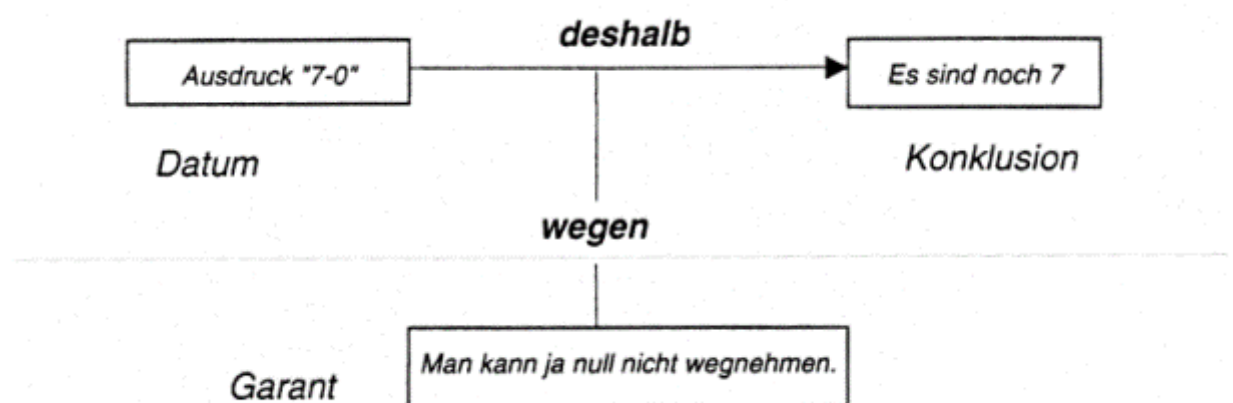 deshalb
Ausdruck "7-0"
Es sind noch 7
Datum
Konklusion
wegen
Man kann ja null nicht wegnehmen.
Garant